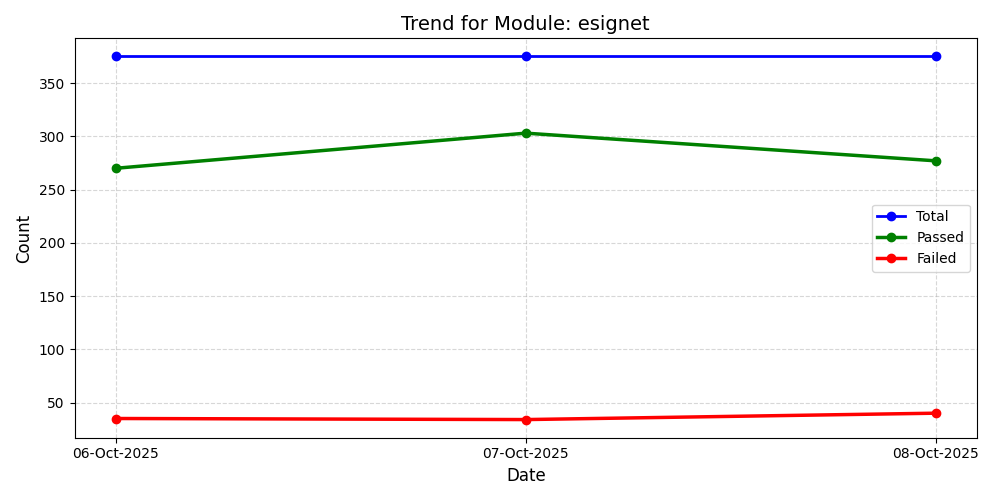 Trend for Module: esignet
350
300
250
200
150
100
50
Count
Total
Passed
Failed
06-Oct-2025
07-Oct-2025
08-Oct-2025
Date